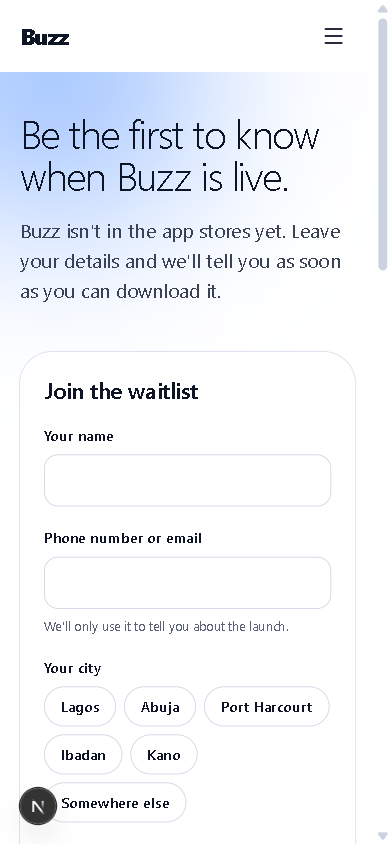 Buzz
Be the first to know
when Buzz is live.
Buzz isn't in the app stores yet. Leave
your details and we'll tell you as soon
as you can download it.
Join the waitlist
Your name
Phone number or email
We'll only use it to tell you about the launch.
Your city
Lagos
Abuja
Port Harcourt
Ibadan
Kano
N
Somewhere else